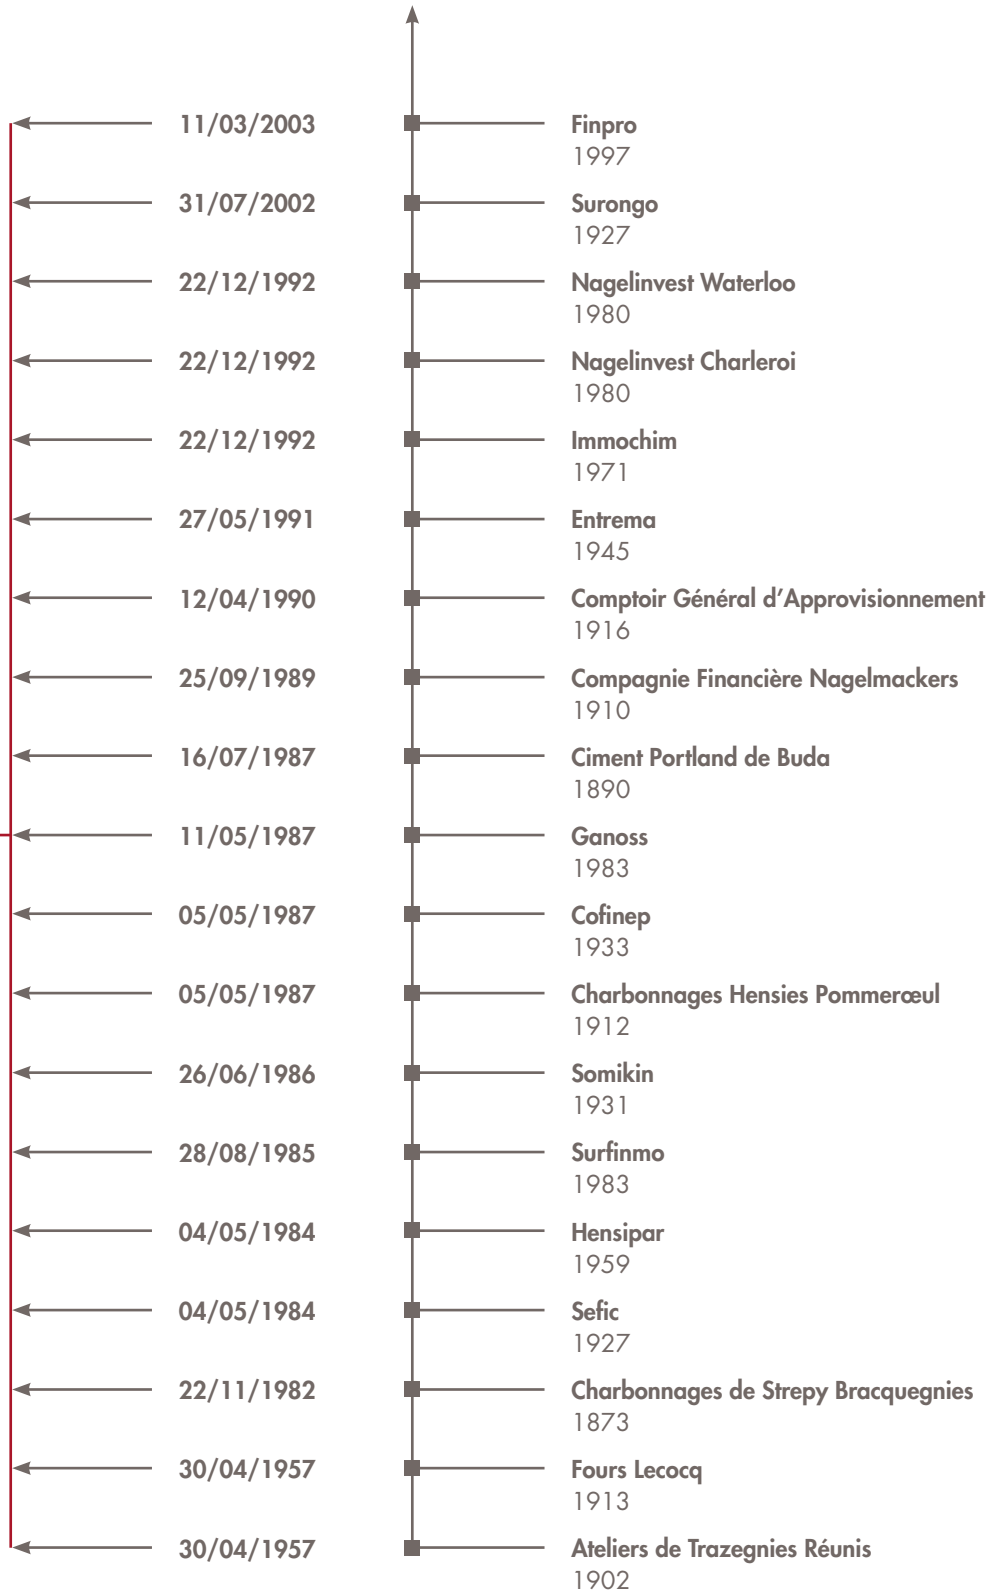 11/03/2003 Finpro
1997
31/07/2002 Surongo
1927
22/12/1992 Nagelinvest Waterloo
1980
22/12/1992 Nagelinvest Charleroi
1980
22/12/1992 Immochim
1971
27/05/1991 Entrema
1945
12/04/1990 Comptoir Général d’Approvisionnement
1916
25/09/1989 Compagnie Financière Nagelmackers
1910
16/07/1987 Ciment Portland de Buda
1890
11/05/1987 Ganoss
1983
05/05/1987 Cofinep
1933
05/05/1987 Charbonnages Hensies Pommerœul
1912
26/06/1986 Somikin
1931
28/08/1985 Surfinmo
1983
04/05/1984 Hensipar
1959
04/05/1984 Sefic
1927
22/11/1982 Charbonnages de Strepy Bracquegnies
1873
30/04/1957 Fours Lecocq
1913
30/04/1957 Ateliers de Trazegnies Réunis
1902